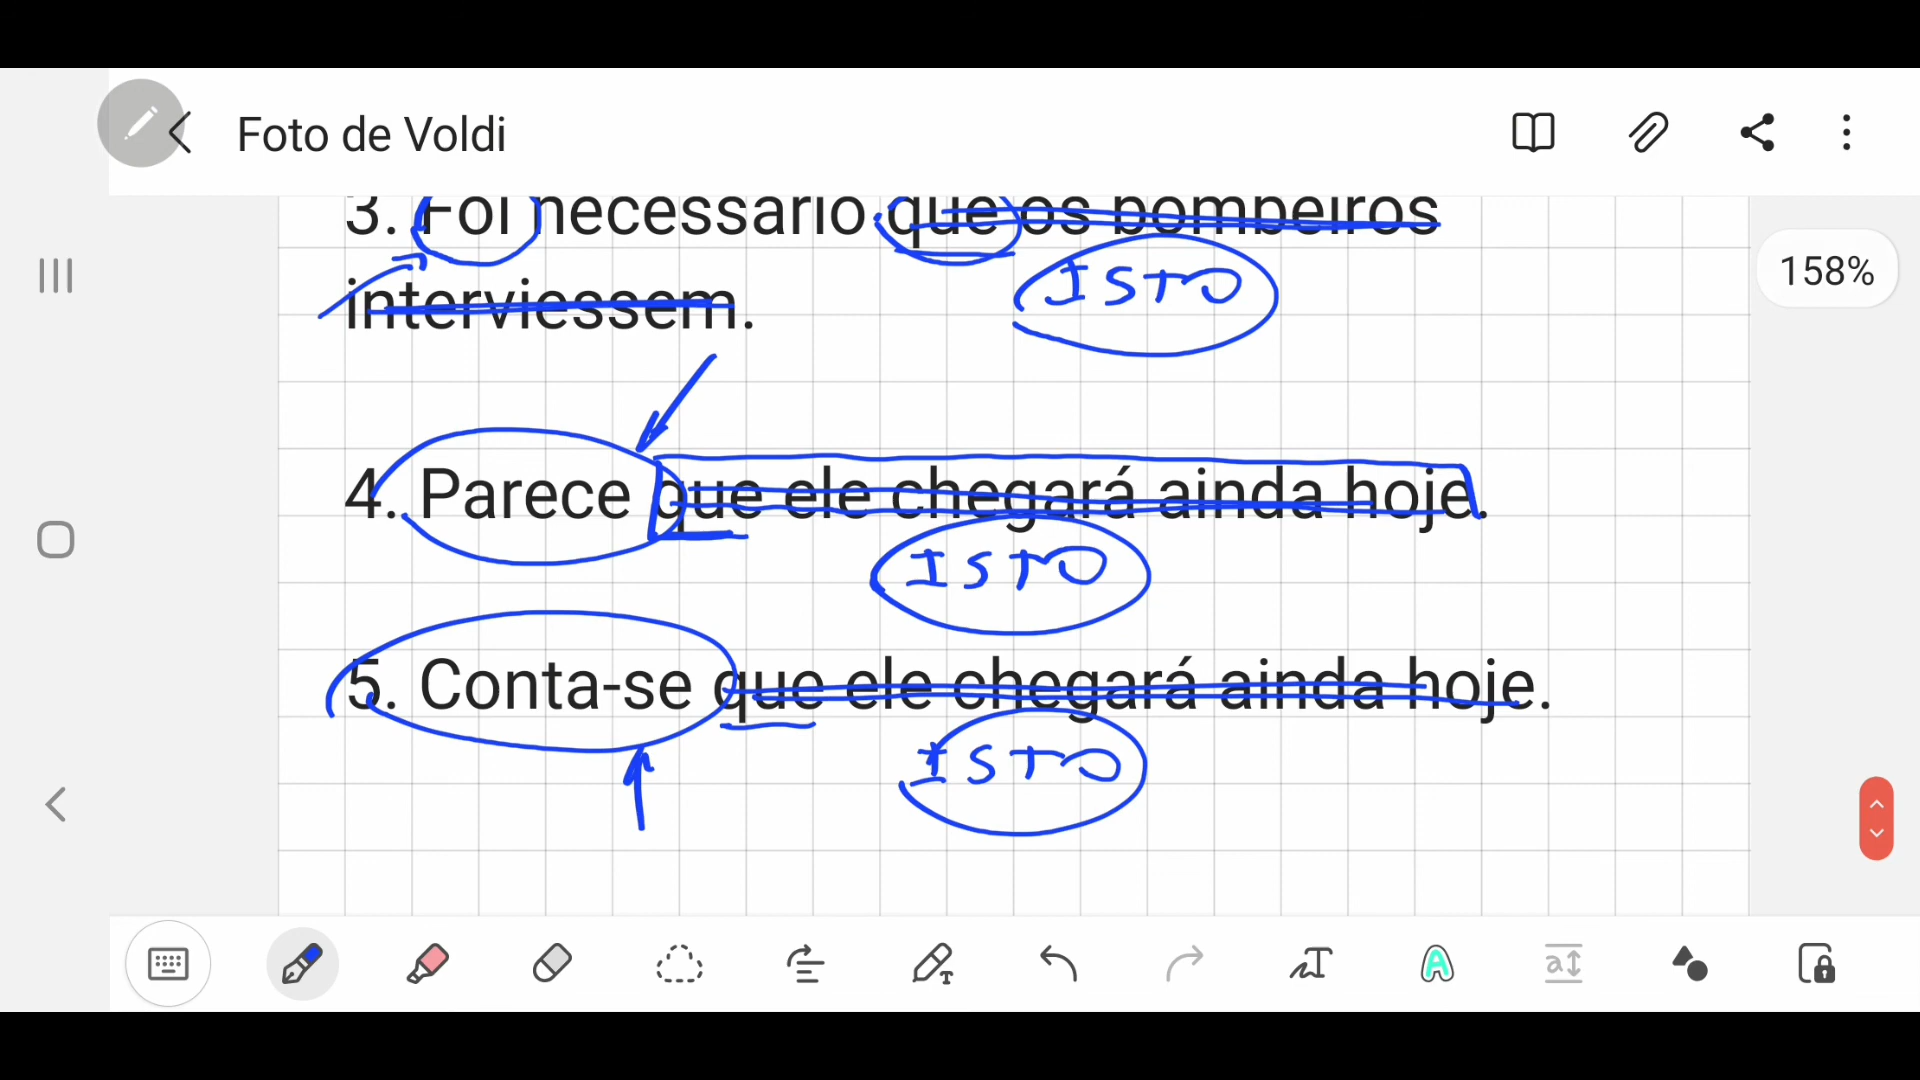 Foto de Voldi
158%
3. Foi necessário que os bombeiros
interviessem.
ISTO
4. Parece que ele chegará ainda hoje.
ISTO
5. Conta-se que ele chegará ainda hoje.
ISTO